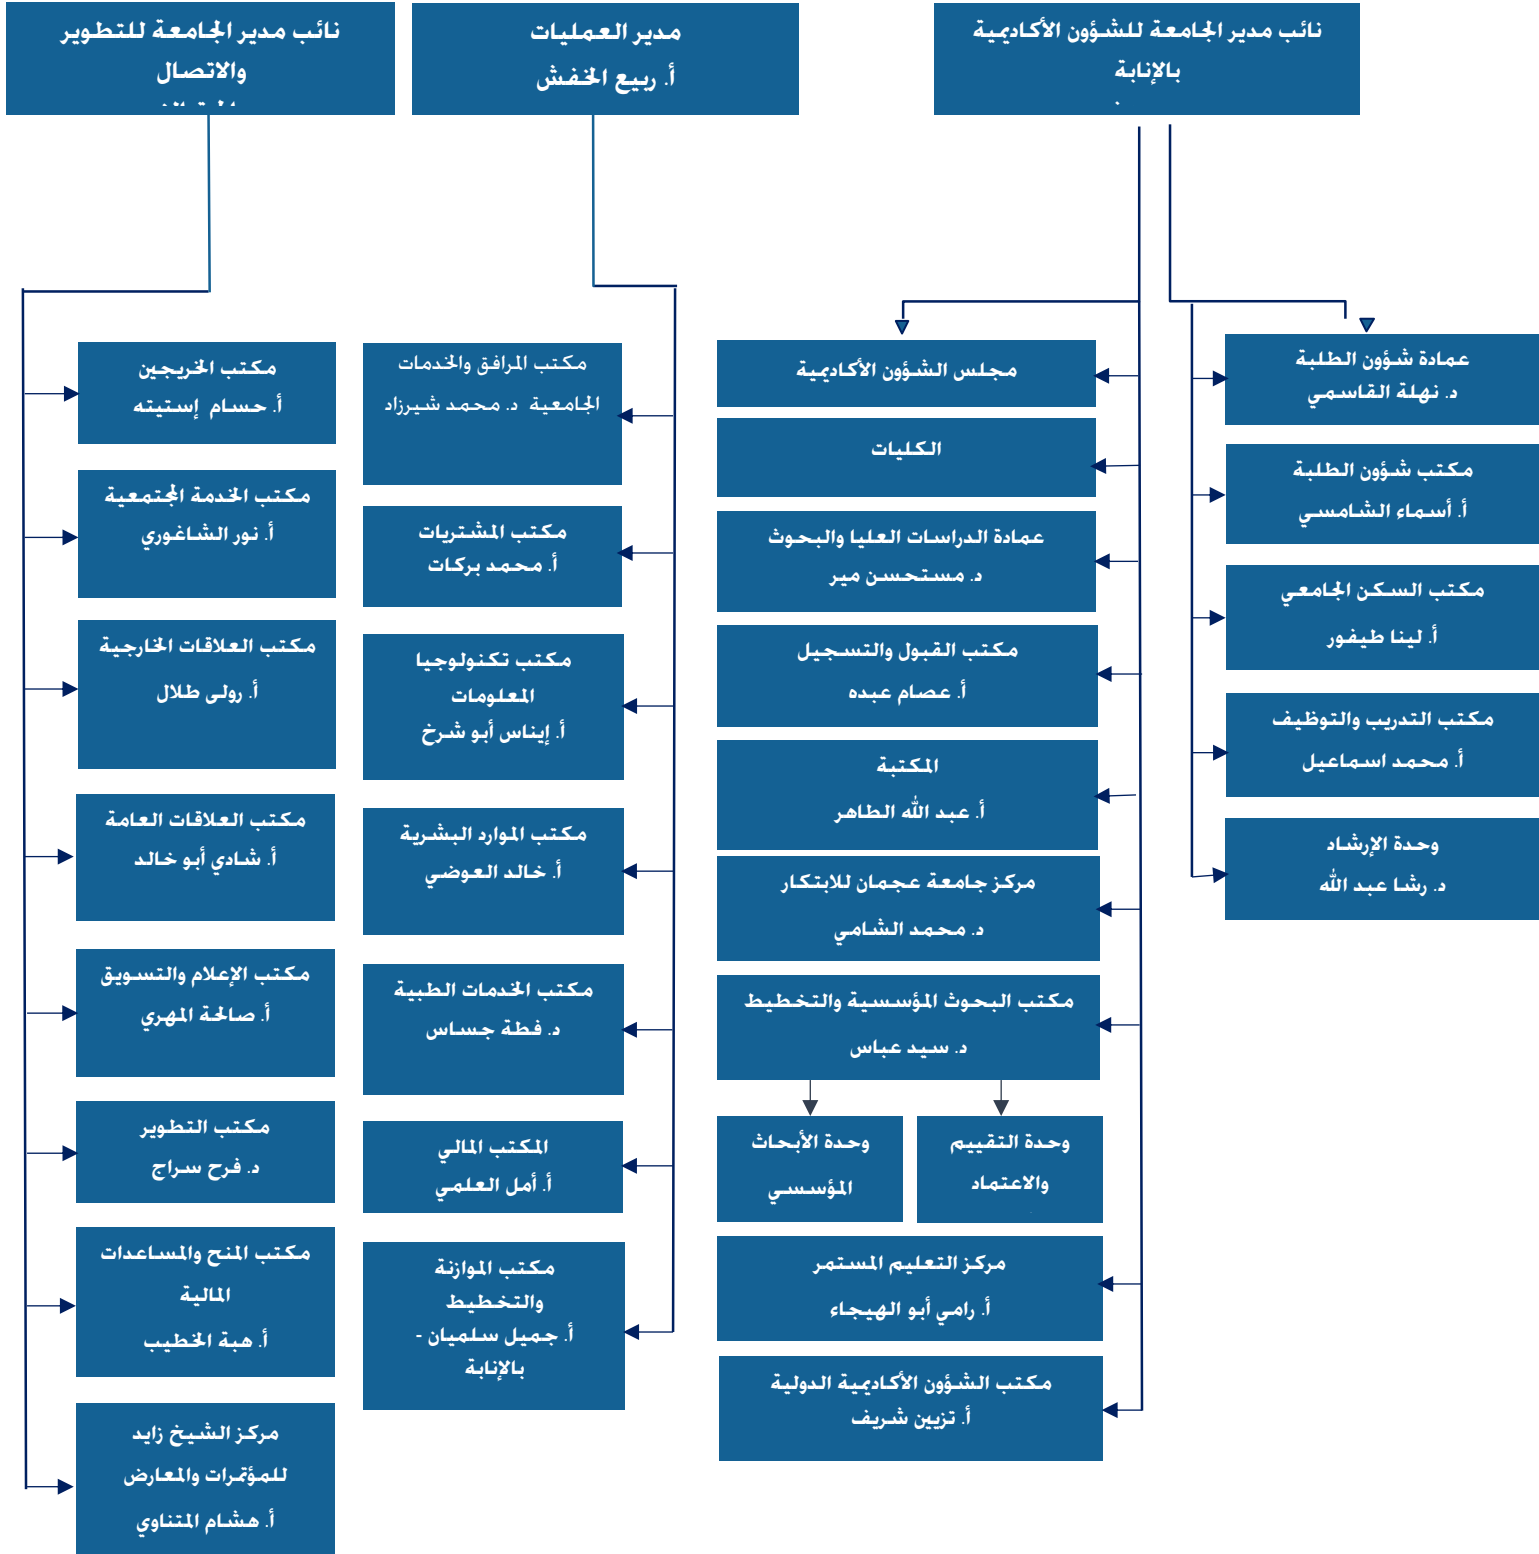 نائب مدير الجامعة للشؤون الأكاديمية
بالإنابة
مدير العمليات
أ. ربيع الخفش
نائب مدير الجامعة للتطوير
والاتصال
عمادة شؤون الطلبة
د. نهلة القاسمي
مكتب شؤون الطلبة
أ. أسماء الشامسي
مكتب السكن الجامعي
أ. لينا طيفور
مكتب التدريب والتوظيف
أ. محمد اسماعيل
وحدة الإرشاد
د. رشا عبد الله
مجلس الشؤون الأكاديمية
الكليات
عمادة الدراسات العليا والبحوث
د. مستحسن مير
مكتب القبول والتسجيل
أ. عصام عبده
المكتبة
أ. عبد الله الطاهر
مركز جامعة عجمان للابتكار
د. محمد الشامي
مكتب البحوث المؤسسية والتخطيط
د. سيد عباس
وحدة التقييم
والاعتماد
وحدة الأبحاث
المؤسسي
مركز التعليم المستمر
أ. رامي أبو الهيجاء
مكتب الشؤون الأكاديمية الدولية
أ. تزيين شريف
مكتب المرافق والخدمات
الجامعية د. محمد شيرزاد
مكتب المشتريات
أ. محمد بركات
مكتب تكنولوجيا
المعلومات
أ. إيناس أبو شرخ
مكتب الموارد البشرية
أ. خالد العوضي
مكتب الخدمات الطبية
د. فطة جساس
المكتب المالي
أ. أمل العلمي
مكتب الموازنة
والتخطيط
أ. جميل سلميان -
بالإنابة
مكتب الخريجين
أ. حسام إستيته
مكتب الخدمة المجتمعية
أ. نور الشاغوري
مكتب العلاقات الخارجية
أ. رولى طلال
مكتب العلاقات العامة
أ. شادي أبو خالد
مكتب الإعلام والتسويق
أ. صالحة المهري
مكتب التطوير
د. فرح سراج
مكتب المنح والمساعدات
المالية
أ. هبة الخطيب
مركز الشيخ زايد
للمؤتمرات والمعارض
أ. هشام المتناوي